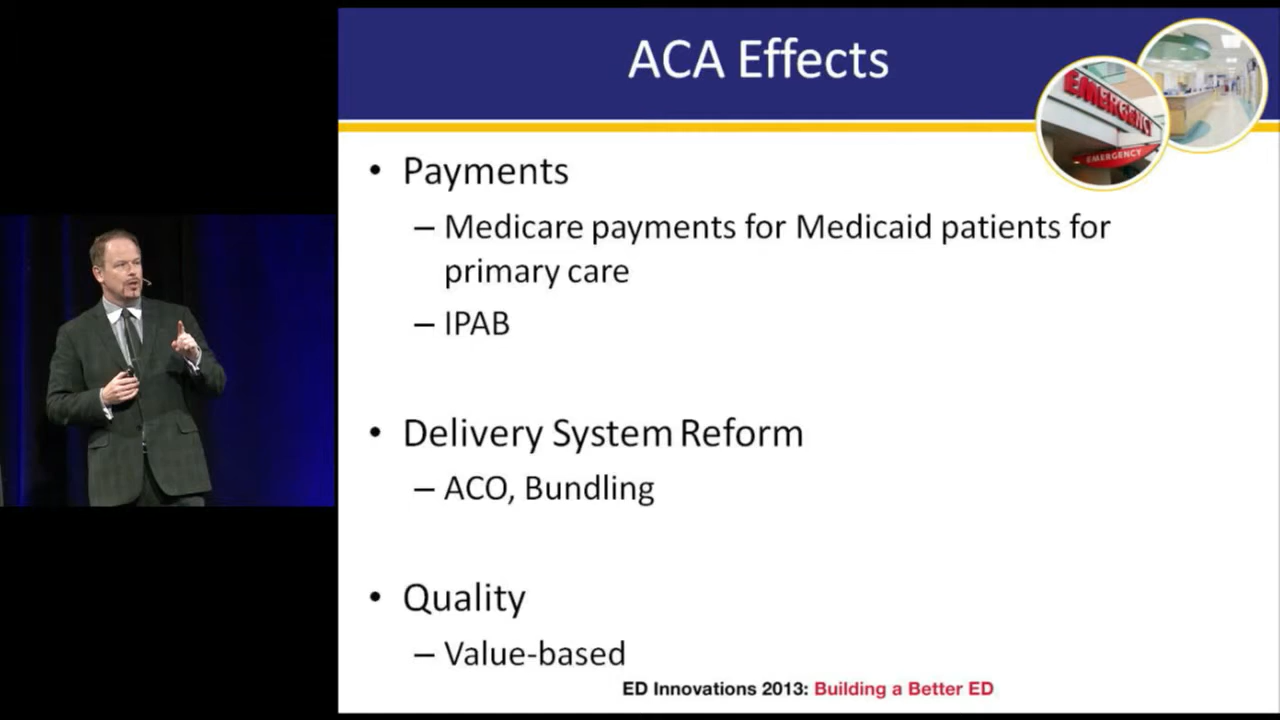 ACA Effects
EMERGENCY
EMERGENCY
• Payments
– Medicare payments for Medicaid patients for
primary care
– IPAB
• Delivery System Reform
– ACO, Bundling
• Quality
– Value-based
ED Innovations 2013: Building a Better ED